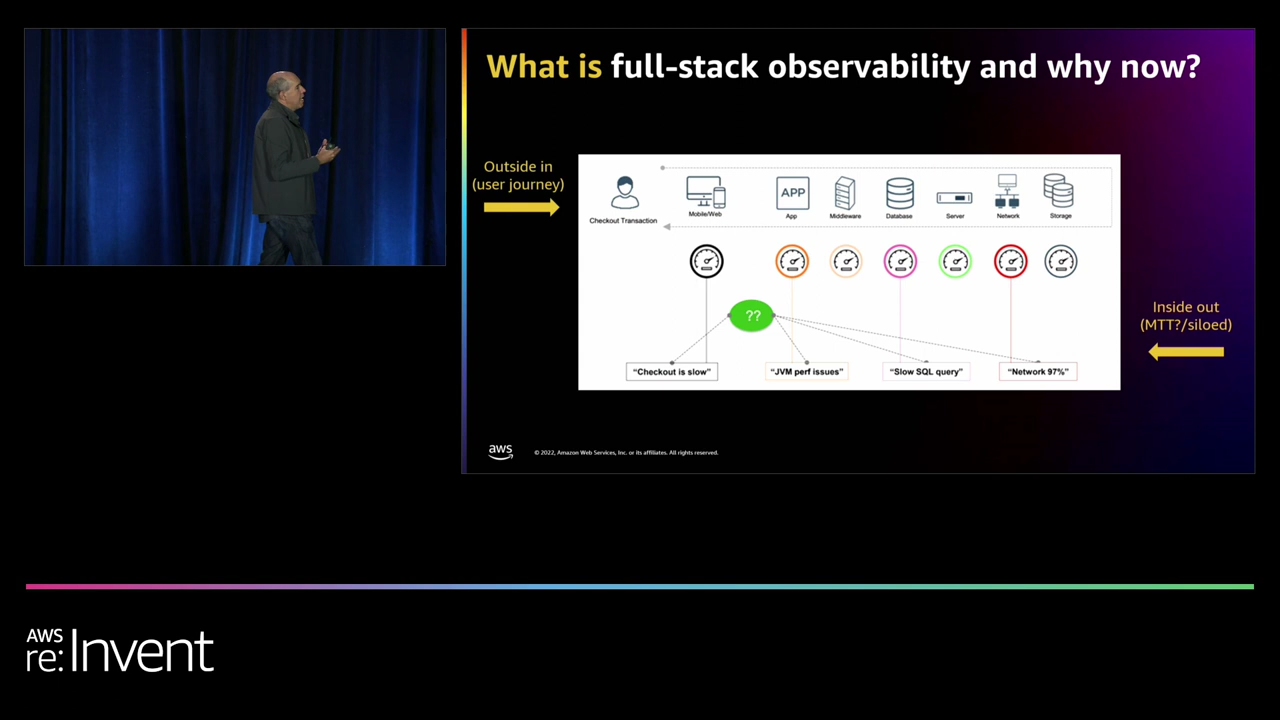 What is full-stack observability and why now?
Outside in
(user journey)
Checkout Transaction
Mobile/Web
APP
App
Middleware
Database
Server
Network
Storage
??
Inside out
(MTT?/siloed)
“Checkout is slow”
“JVM perf issues”
“Slow SQL query”
“Network 97%”
aws
© 2022, Amazon Web Services, Inc. or its affiliates. All rights reserved.
AWS
re:Invent